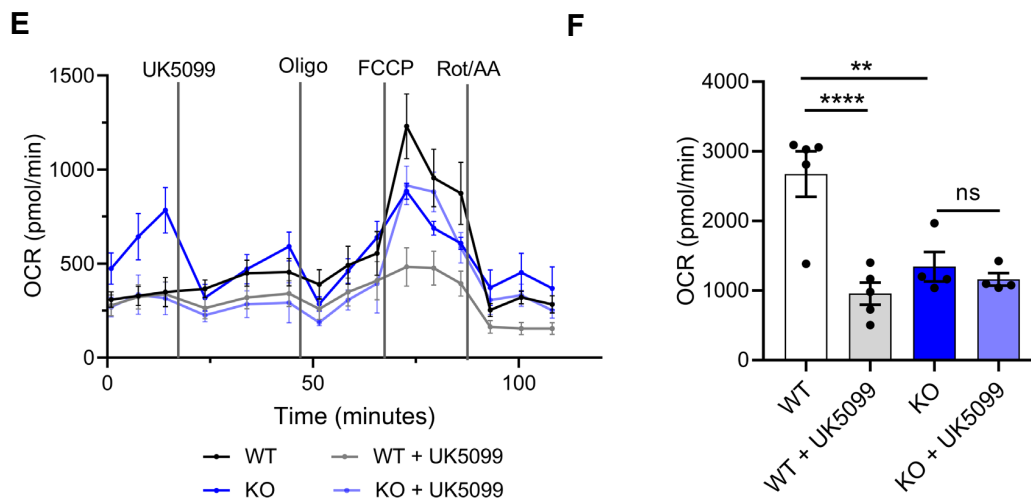 E
UK5099
Oligo
FCCP
Rot/AA
1500
1000
500
0
OCR (pmol/min)
0
50
100
Time (minutes)
WT
WT + UK5099
KO
KO + UK5099
F
**
****
ns
4000
3000
2000
1000
0
OCR (pmol/min)
WT
WT + UK5099
KO
KO + UK5099